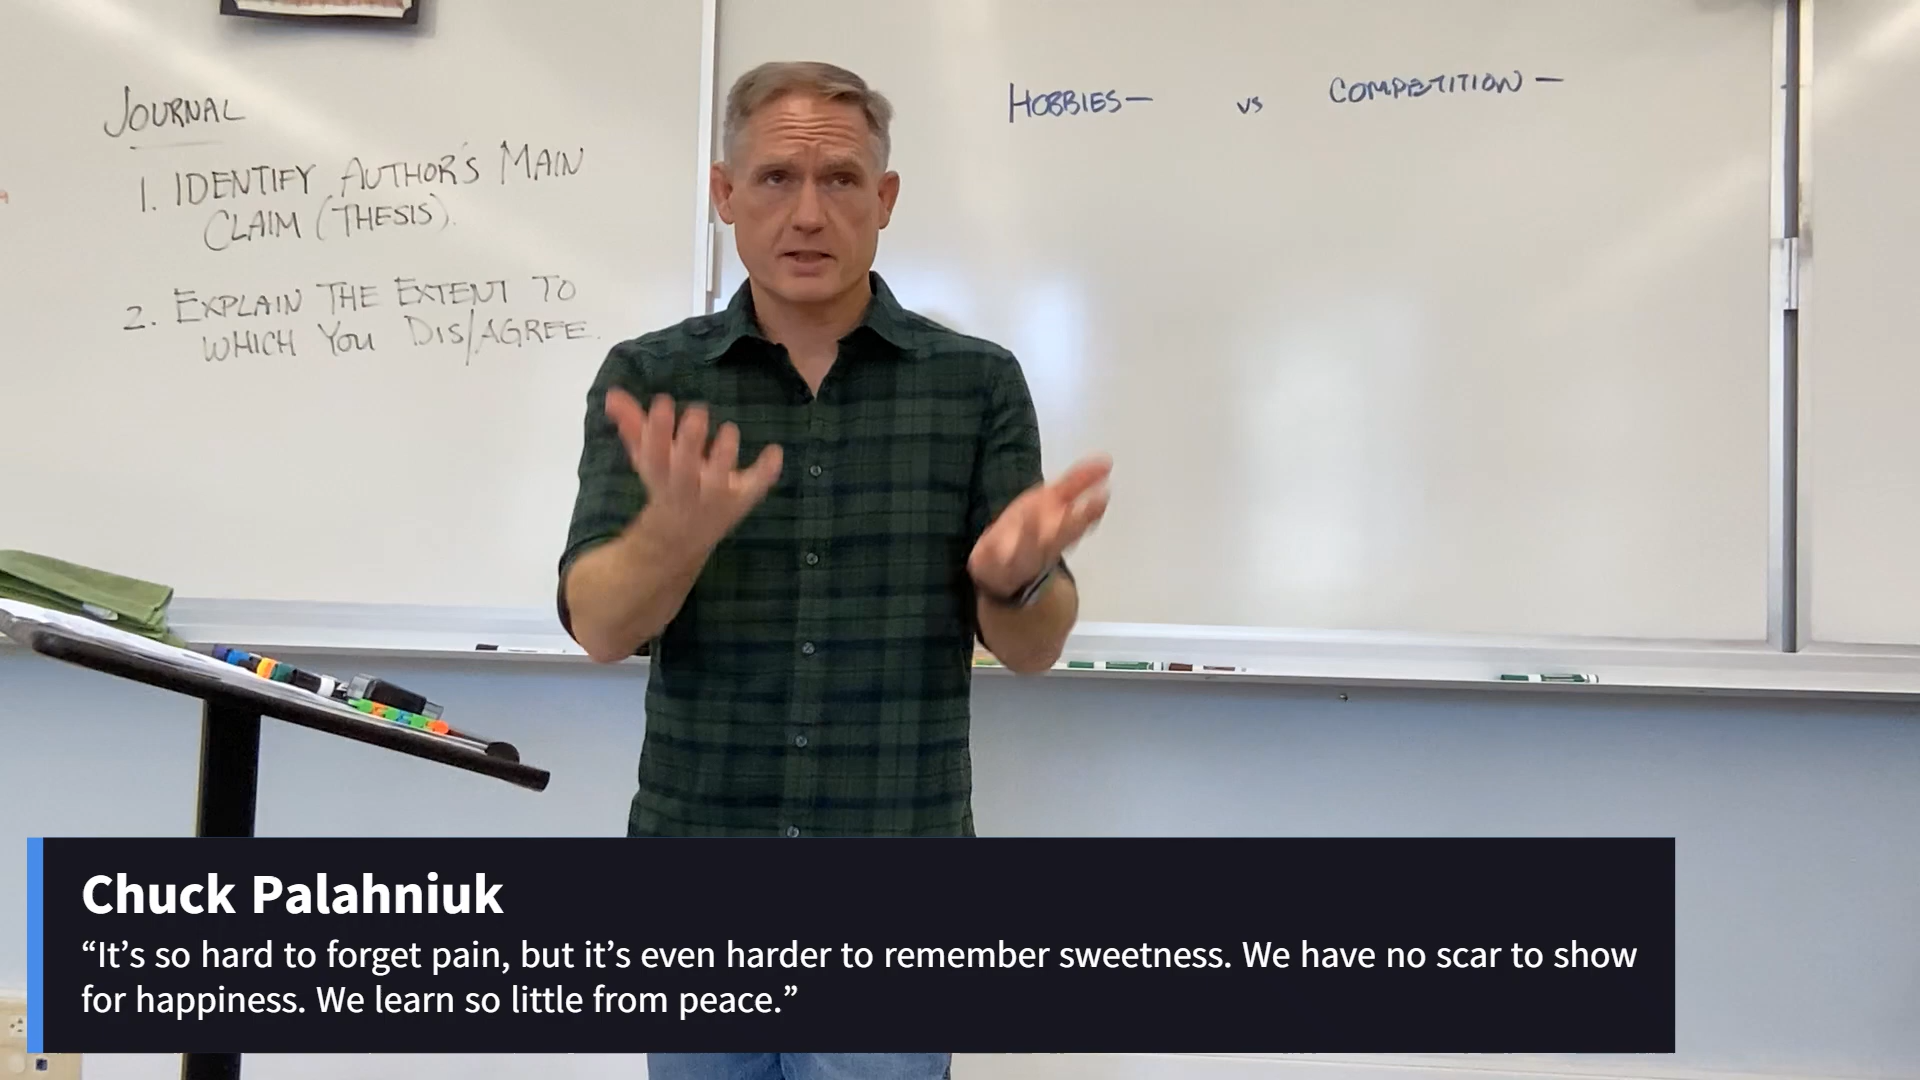 JOURNAL
1. IDENTIFY AUTHOR'S MAIN
CLAIM (THESIS).
2. EXPLAIN THE EXTENT TO
WHICH YOU DIS/AGREE.
HOBBIES— vs COMPETITION —
Chuck Palahniuk
“It’s so hard to forget pain, but it’s even harder to remember sweetness. We have no scar to show
for happiness. We learn so little from peace.”